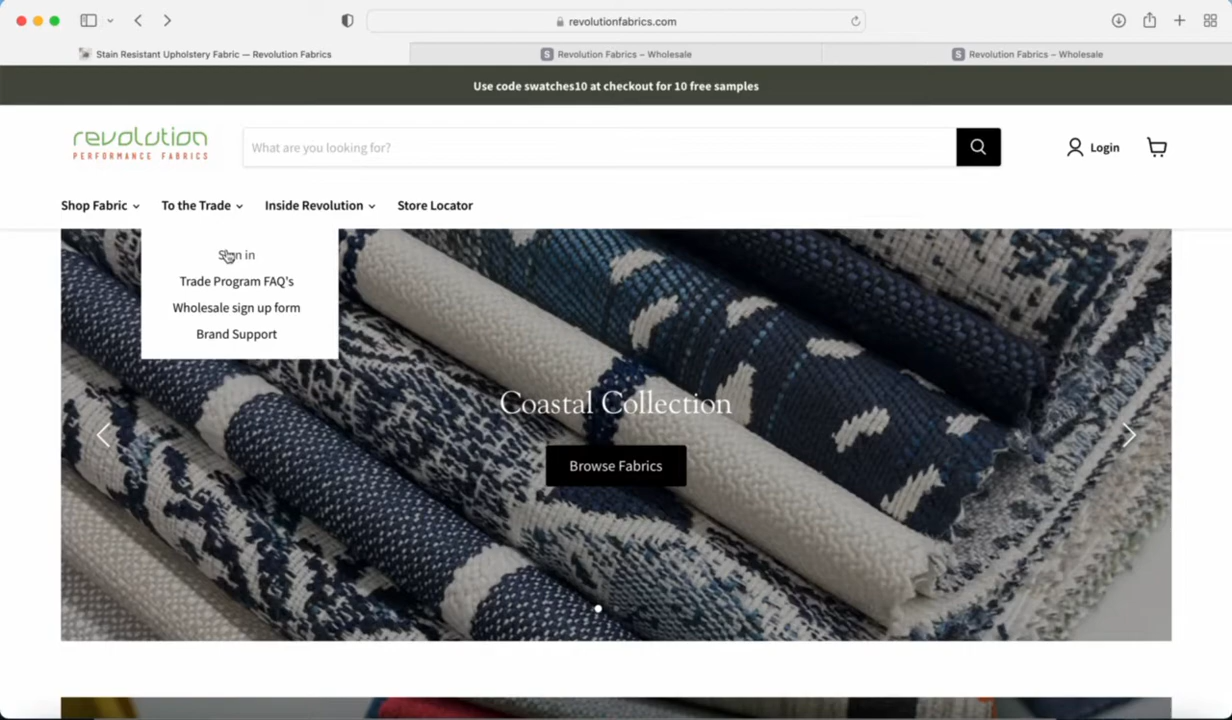 revolutionfabrics.com
Stain Resistant Upholstery Fabric — Revolution Fabrics
S Revolution Fabrics – Wholesale
S Revolution Fabrics – Wholesale
Use code swatches10 at checkout for 10 free samples
revolution
PERFORMANCE FABRICS
What are you looking for?
Login
Shop Fabric
To the Trade
Inside Revolution
Store Locator
Sign in
Trade Program FAQ's
Wholesale sign up form
Brand Support
Coastal Collection
Browse Fabrics